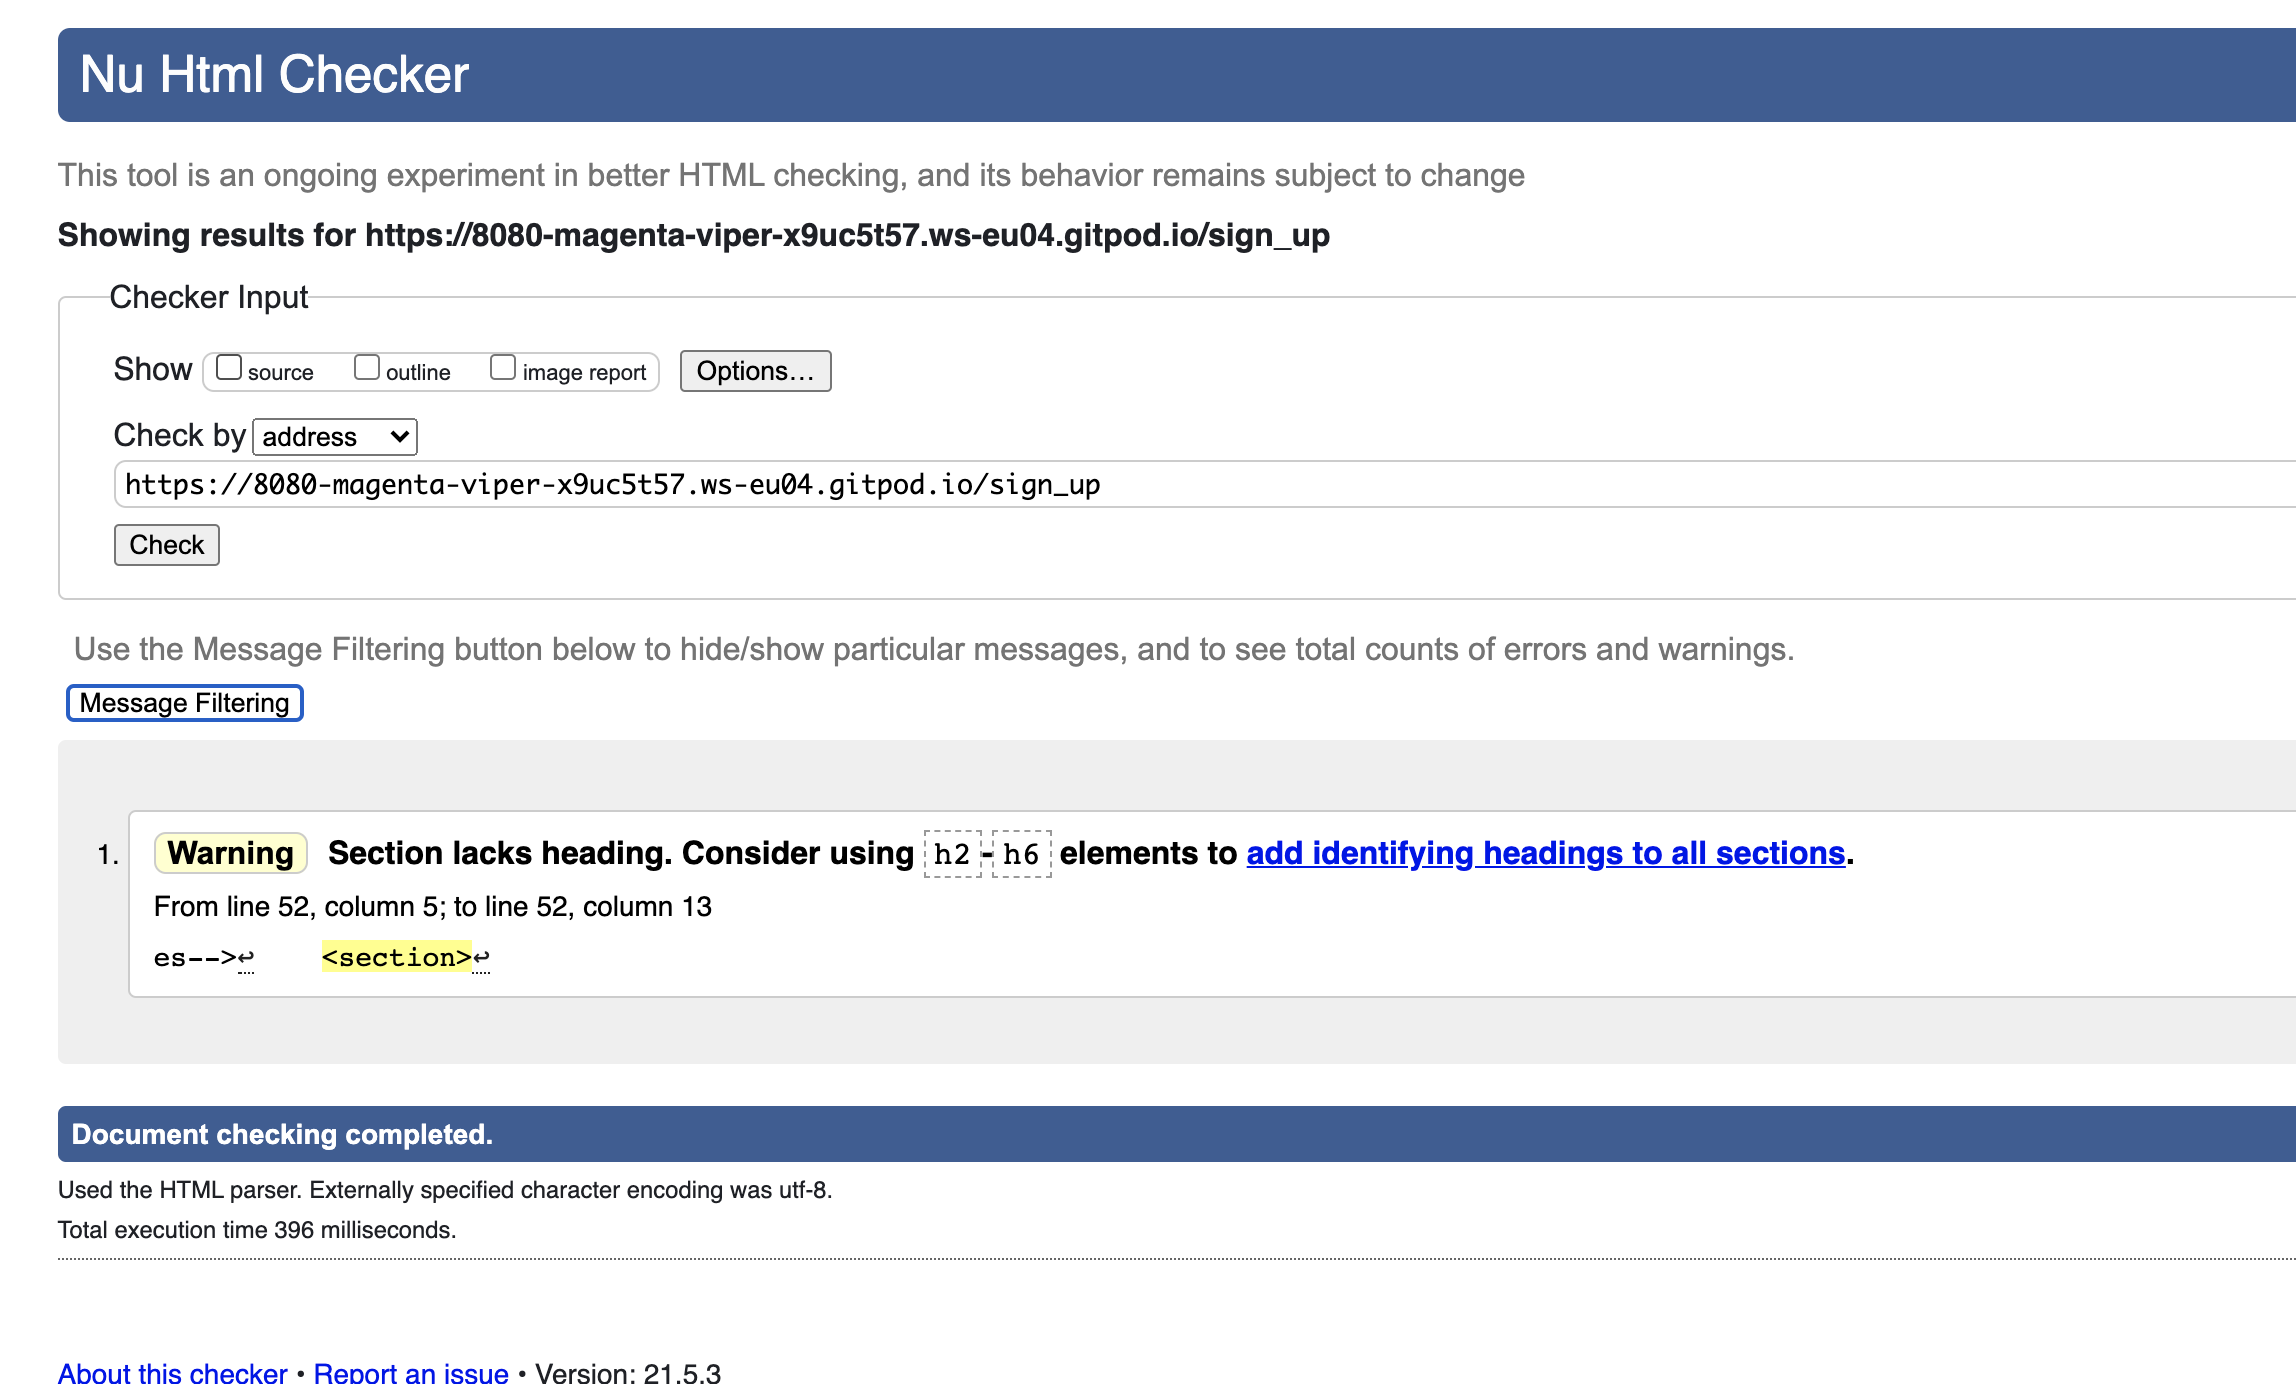 Nu Html Checker
This tool is an ongoing experiment in better HTML checking, and its behavior remains subject to change
Showing results for https://8080-magenta-viper-x9uc5t57.ws-eu04.gitpod.io/sign_up
Checker Input
Show source outline image report Options...
Check by address
https://8080-magenta-viper-x9uc5t57.ws-eu04.gitpod.io/sign_up
Check
Use the Message Filtering button below to hide/show particular messages, and to see total counts of errors and warnings.
Message Filtering
1. Warning Section lacks heading. Consider using h2-h6 elements to add identifying headings to all sections.
From line 52, column 5; to line 52, column 13
es-->↩ <section>↩
Document checking completed.
Used the HTML parser. Externally specified character encoding was utf-8.
Total execution time 396 milliseconds.
About this checker • Report an issue • Version: 21.5.3